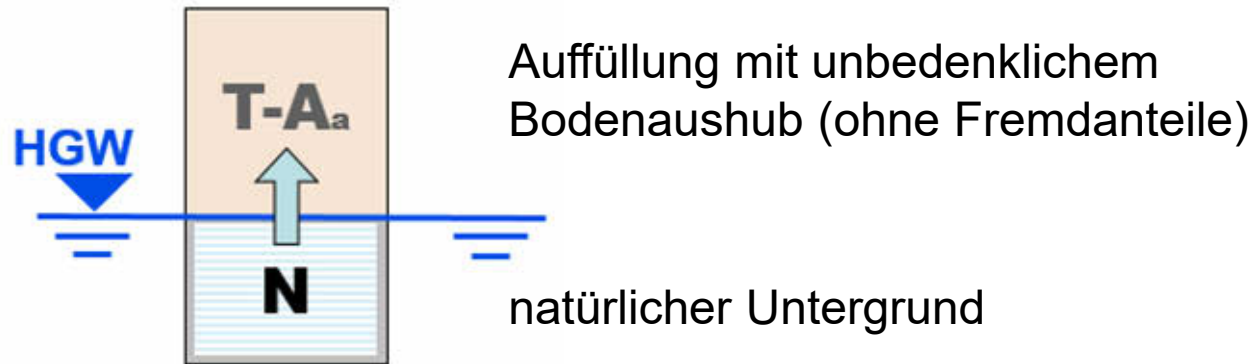 Auffüllung mit unbedenklichem
Bodenaushub (ohne Fremdanteile)
T-Aa
HGW
N
natürlicher Untergrund